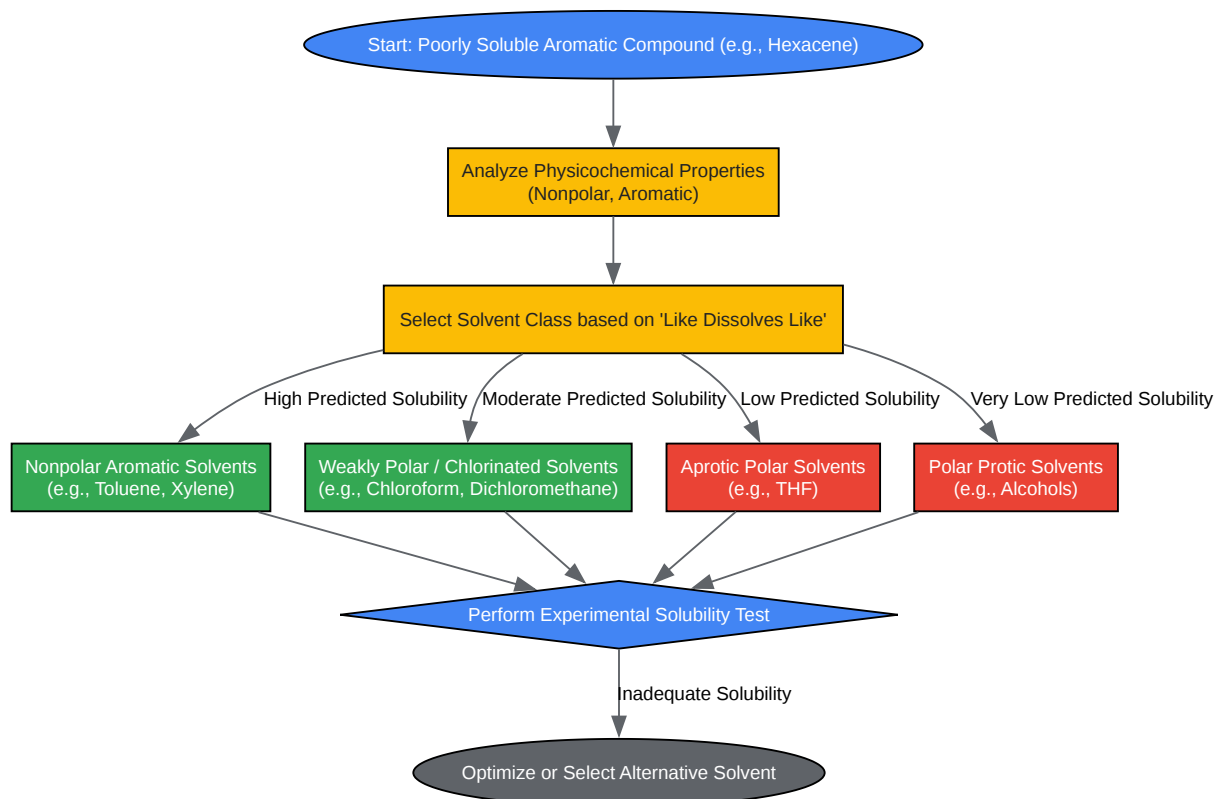 Start: Poorly Soluble Aromatic Compound (e.g., Hexacene)
Analyze Physicochemical Properties
(Nonpolar, Aromatic)
Select Solvent Class based on 'Like Dissolves Like'
High Predicted Solubility
Moderate Predicted Solubility
Low Predicted Solubility
Very Low Predicted Solubility
Nonpolar Aromatic Solvents
(e.g., Toluene, Xylene)
Weakly Polar / Chlorinated Solvents
(e.g., Chloroform, Dichloromethane)
Aprotic Polar Solvents
(e.g., THF)
Polar Protic Solvents
(e.g., Alcohols)
Perform Experimental Solubility Test
Inadequate Solubility
Optimize or Select Alternative Solvent